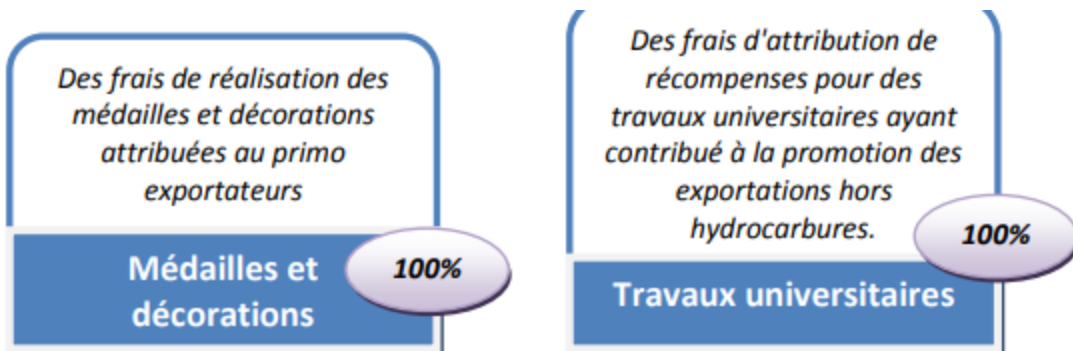 Des frais de réalisation des
médailles et décorations
attribuées au primo
exportateurs
Médailles et
décorations
100%
Des frais d'attribution de
récompenses pour des
travaux universitaires ayant
contribué à la promotion des
exportations hors
hydrocarbures.
100%
Travaux universitaires